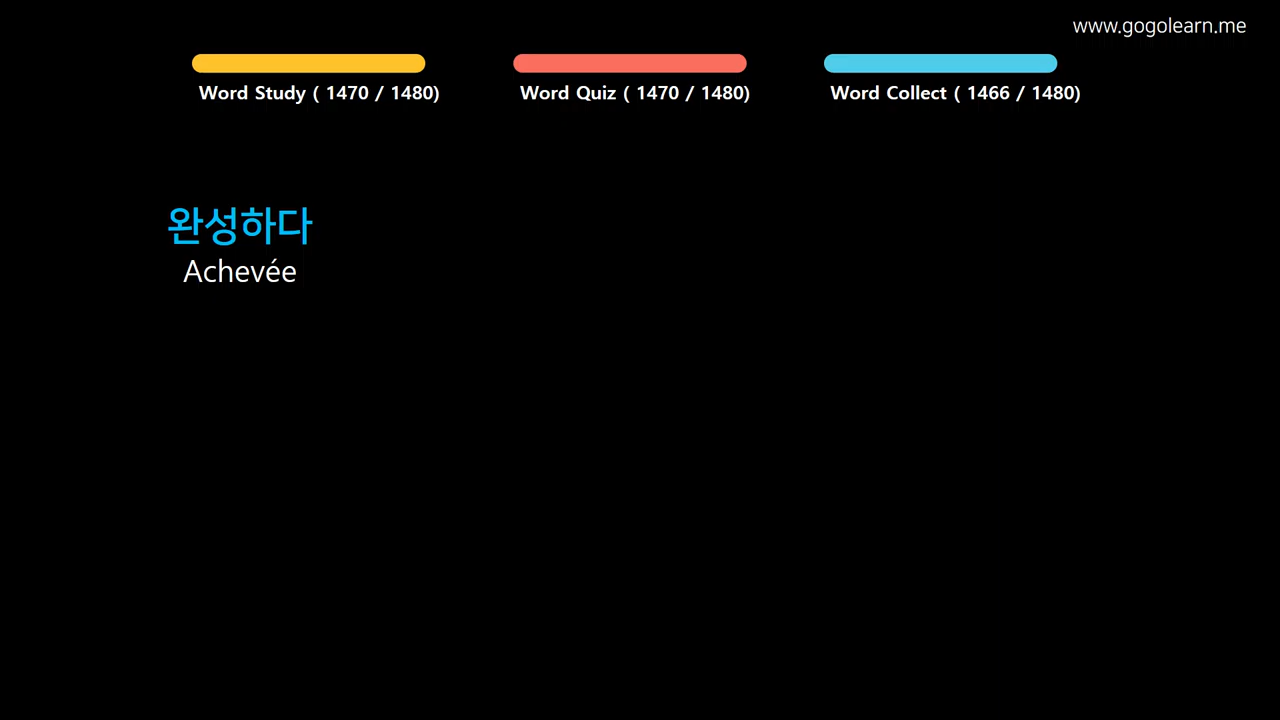 www.gogolearn.me
Word Study ( 1470 / 1480)
Word Quiz ( 1470 / 1480)
Word Collect ( 1466 / 1480)
완성하다
Achevée